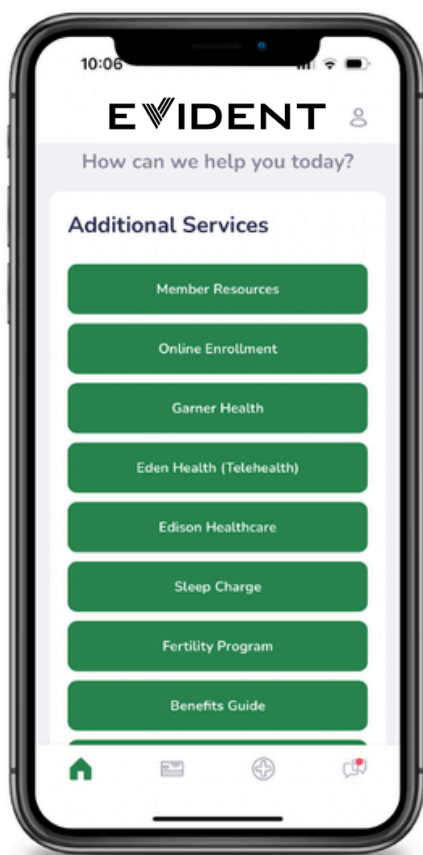 10:06
EVIDENT
How can we help you today?
Additional Services
Member Resources
Online Enrollment
Garner Health
Eden Health (Telehealth)
Edison Healthcare
Sleep Charge
Fertility Program
Benefits Guide